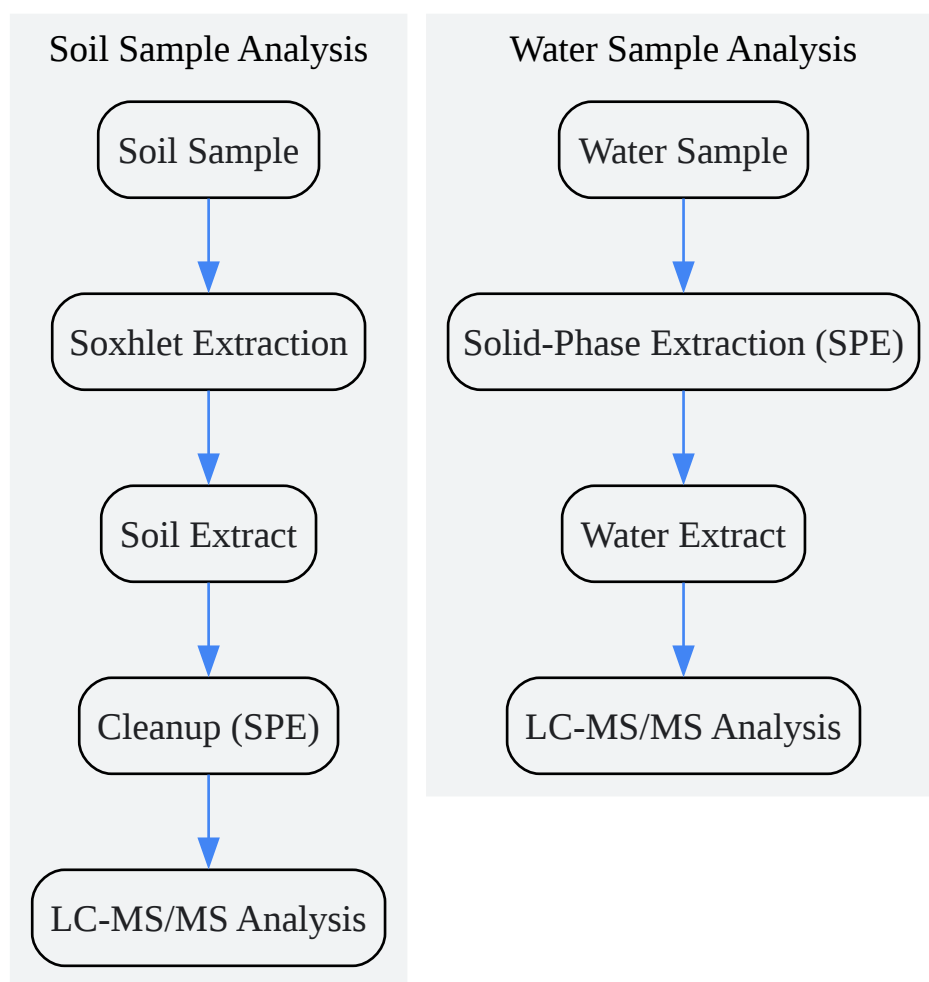 Soil Sample Analysis
Soil Sample
Soxhlet Extraction
Soil Extract
Cleanup (SPE)
LC-MS/MS Analysis
Water Sample Analysis
Water Sample
Solid-Phase Extraction (SPE)
Water Extract
LC-MS/MS Analysis